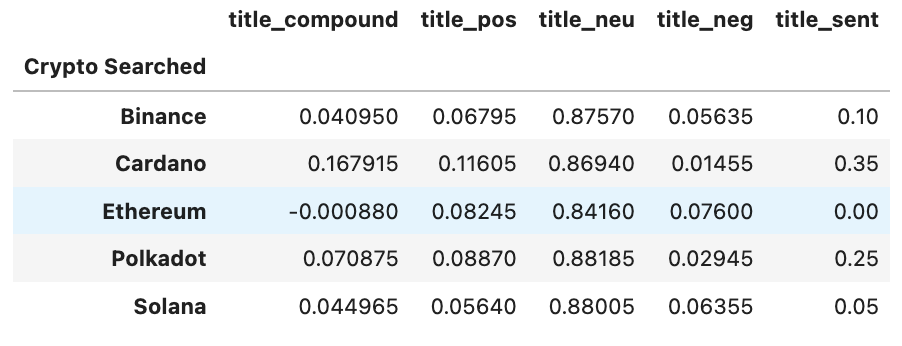 title_compound title_pos title_neu title_neg title_sent
Crypto Searched
Binance 0.040950 0.06795 0.87570 0.05635 0.10
Cardano 0.167915 0.11605 0.86940 0.01455 0.35
Ethereum -0.000880 0.08245 0.84160 0.07600 0.00
Polkadot 0.070875 0.08870 0.88185 0.02945 0.25
Solana 0.044965 0.05640 0.88005 0.06355 0.05